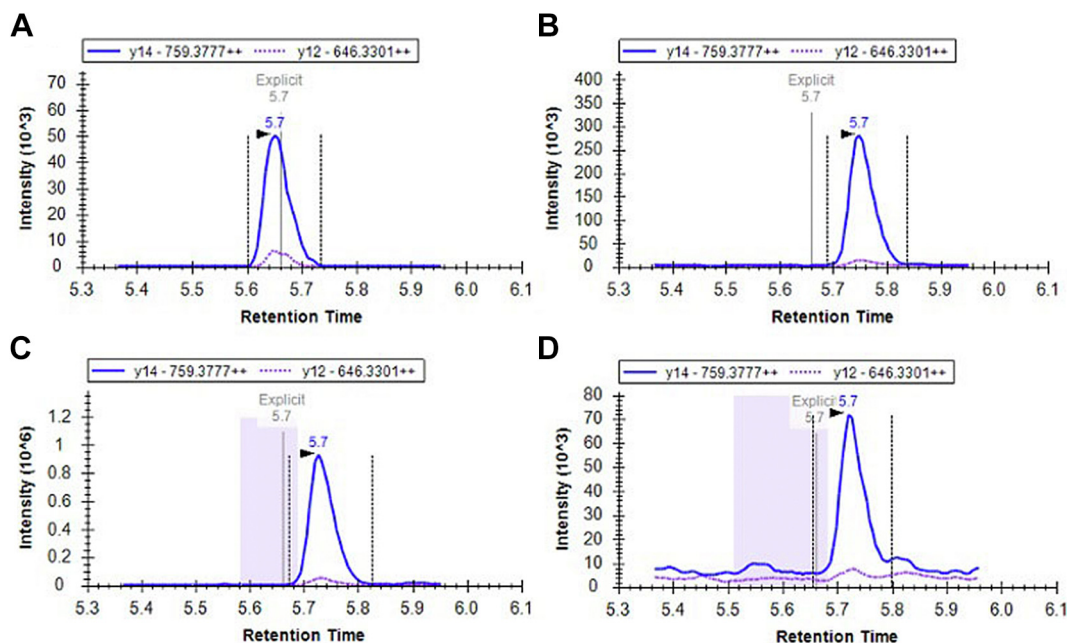 A
y14 - 759.3777++ y12 - 646.3301++
Explicit
5.7
5.7
Intensity (10^3)
70
60
50
40
30
20
10
0
5.3 5.4 5.5 5.6 5.7 5.8 5.9 6.0 6.1
Retention Time
B
y14 - 759.3777++ y12 - 646.3301++
Explicit
5.7
5.7
Intensity (10^3)
400
350
300
250
200
150
100
50
0
5.3 5.4 5.5 5.6 5.7 5.8 5.9 6.0 6.1
Retention Time
C
y14 - 759.3777++ y12 - 646.3301++
Explicit
5.7
5.7
Intensity (10^6)
1.2
1
0.8
0.6
0.4
0.2
0
5.3 5.4 5.5 5.6 5.7 5.8 5.9 6.0 6.1
Retention Time
D
y14 - 759.3777++ y12 - 646.3301++
Explicit 5.7
5.7
Intensity (10^3)
80
70
60
50
40
30
20
10
0
5.3 5.4 5.5 5.6 5.7 5.8 5.9 6.0 6.1
Retention Time